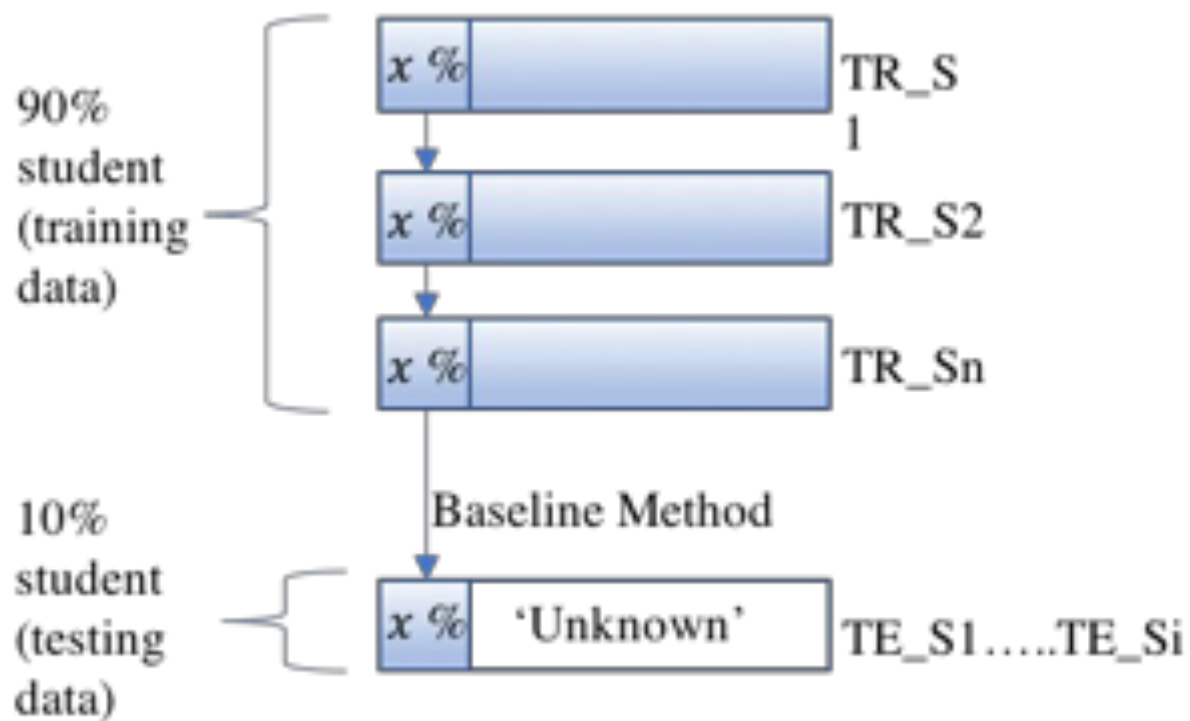 90%
student
(training
data)
x %
TR_S
1
x %
TR_S2
x %
TR_Sn
Baseline Method
10%
student
(testing
data)
x %
‘Unknown’
TE_S1…..TE_Si